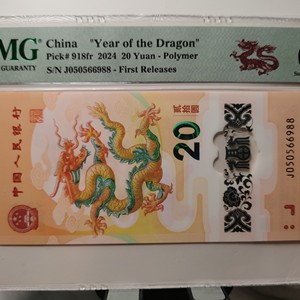 MG China "Year of the Dragon"
GUARANTY Pick# 918fr 2024 20 Yuan - Polymer
S/N J050566988 - First Releases
中国人民银行
贰拾圆
20
J050566988